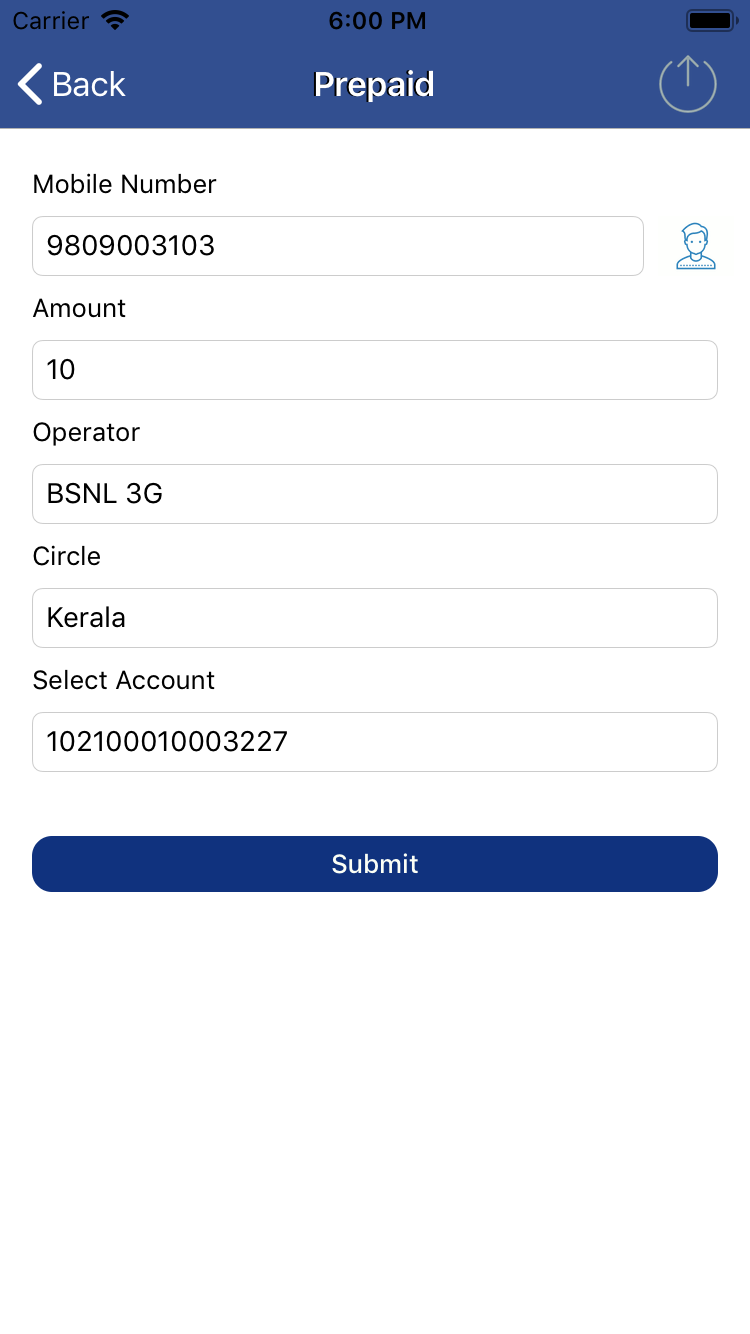 Carrier 6:00 PM
Back Prepaid
Mobile Number
9809003103
Amount
10
Operator
BSNL 3G
Circle
Kerala
Select Account
102100010003227
Submit